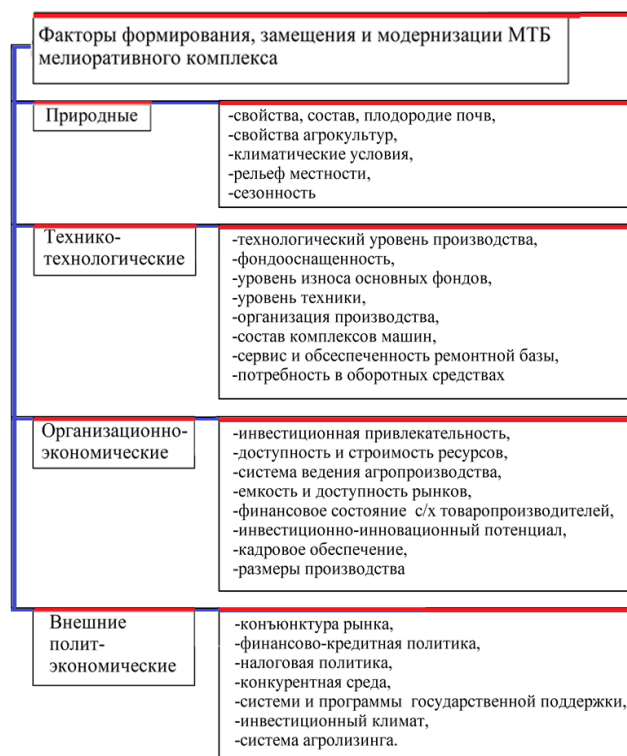 Факторы формирования, замещения и модернизации МТБ
мелиоративного комплекса
Природные
-свойства, состав, плодородие почв,
-свойства агрокультур,
-климатические условия,
-рельеф местности,
-сезонность
Технико-
технологические
-технологический уровень производства,
-фондооснащенность,
-уровень износа основных фондов,
-уровень техники,
-организация производства,
-состав комплексов машин,
-сервис и обсеспеченность ремонтной базы,
-потребность в оборотных средствах
Организационно-
экономические
-инвестиционная привлекательность,
-доступность и строимость ресурсов,
-система ведения агропроизводства,
-емкость и доступность рынков,
-финансовое состояние с/х товаропроизводителей,
-инвестиционно-инновационный потенциал,
-кадровое обеспечение,
-размеры производства
Внешние
полит-
экономические
-конъюнктура рынка,
-финансово-кредитная политика,
-налоговая политика,
-конкурентная среда,
-системи и программы государственной поддержки,
-инвестиционный климат,
-система агролизинга.